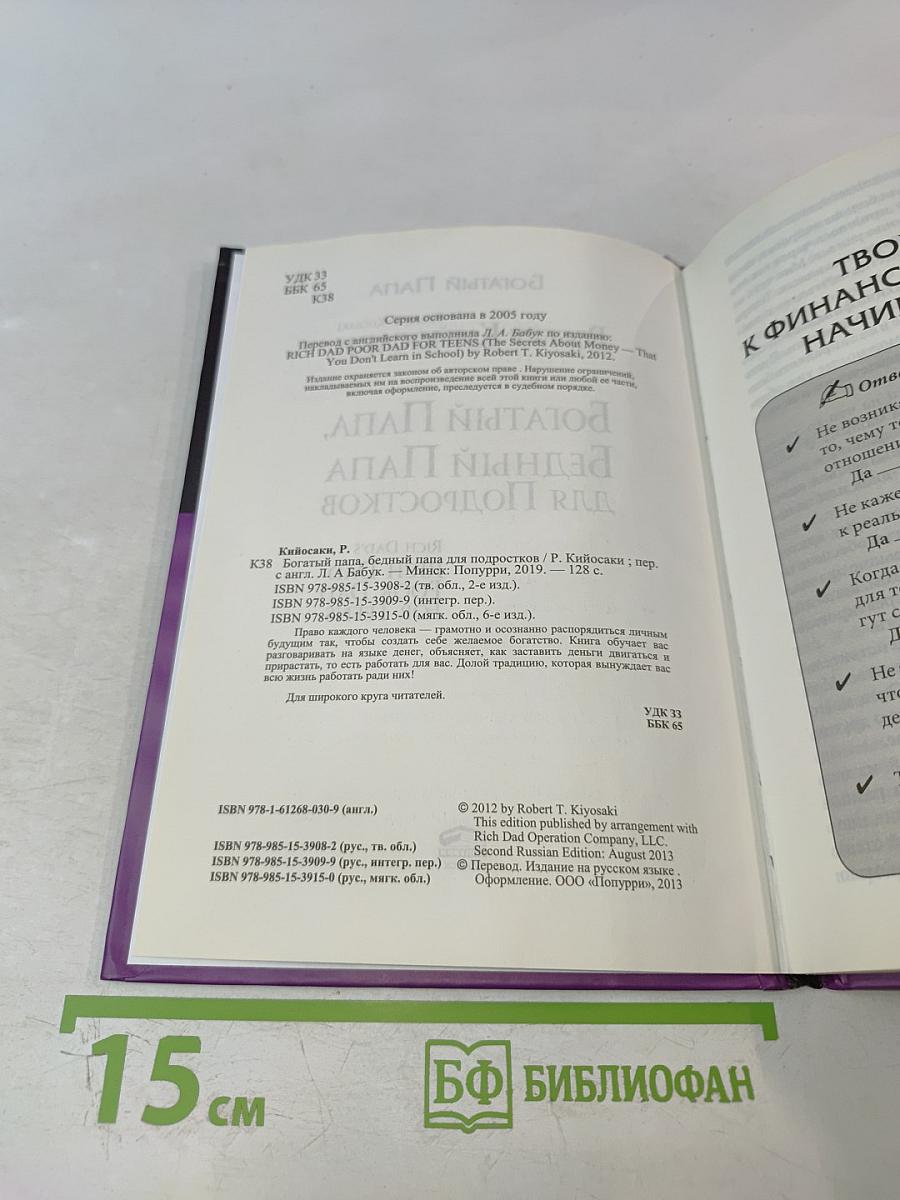 УДК 33
ББК 65
К38
Серия основана в 2005 году
Перевод с английского выполнила Л. А. Бабук по изданию:
RICH DAD POOR DAD FOR TEENS (The Secrets About Money — That
You Don't Learn in School) by Robert T. Kiyosaki, 2012.
Издание охраняется законом об авторском праве . Нарушение ограничений,
накладываемых им на воспроизведение всей этой книги или любой ее части,
включая оформление, преследуется в судебном порядке.
Кийосаки, Р.
К38 Богатый папа, бедный папа для подростков / Р. Кийосаки ; пер.
с англ. Л. А Бабук. — Минск: Попурри, 2019. — 128 с.
ISBN 978-985-15-3908-2 (тв. обл., 2-е изд.).
ISBN 978-985-15-3909-9 (интегр. пер.).
ISBN 978-985-15-3915-0 (мягк. обл., 6-е изд.).
Право каждого человека — грамотно и осознанно распорядиться личным
будущим так, чтобы создать себе желаемое богатство. Книга обучает вас
разговаривать на языке денег, объясняет, как заставить деньги двигаться и
прирастать, то есть работать для вас. Долой традицию, которая вынуждает вас
всю жизнь работать ради них!
Для широкого круга читателей.
УДК 33
ББК 65
ISBN 978-1-61268-030-9 (англ.)
ISBN 978-985-15-3908-2 (рус., тв. обл.)
ISBN 978-985-15-3909-9 (рус., интегр. пер.)
ISBN 978-985-15-3915-0 (рус., мягк. обл.)
© 2012 by Robert T. Kiyosaki
This edition published by arrangement with
Rich Dad Operation Company, LLC.
Second Russian Edition: August 2013
© Перевод. Издание на русском языке .
Оформление. ООО «Попурри», 2013
ТВО
К ФИНАНС
НАЧИ
Отве
Не возник
то, чему т
отношени
Да
Не каже
к реаль
Да
Когда
для т
гут с
Д
Не
что
де
15 см
БФ БИБЛИОФАН